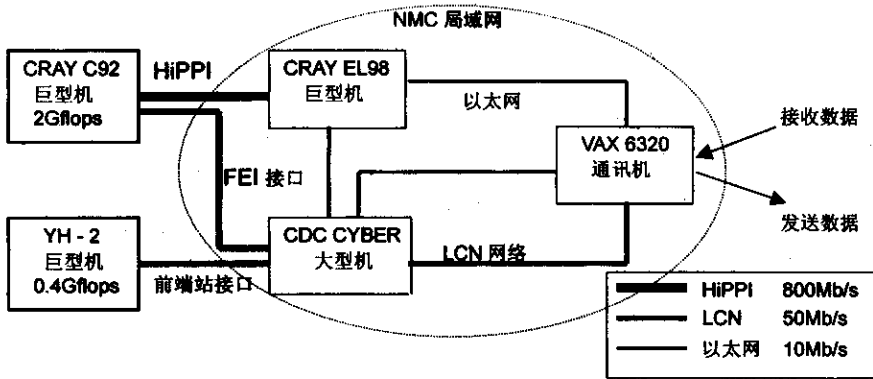 NMC 局域网
CRAY C92
巨型机
2Gflops
HiPPI
CRAY EL98
巨型机
以太网
VAX 6320
通讯机
接收数据
发送数据
FEI 接口
YH - 2
巨型机
0.4Gflops
前端站接口
CDC CYBER
大型机
LCN 网络
HiPPI 800Mb/s
LCN 50Mb/s
以太网 10Mb/s